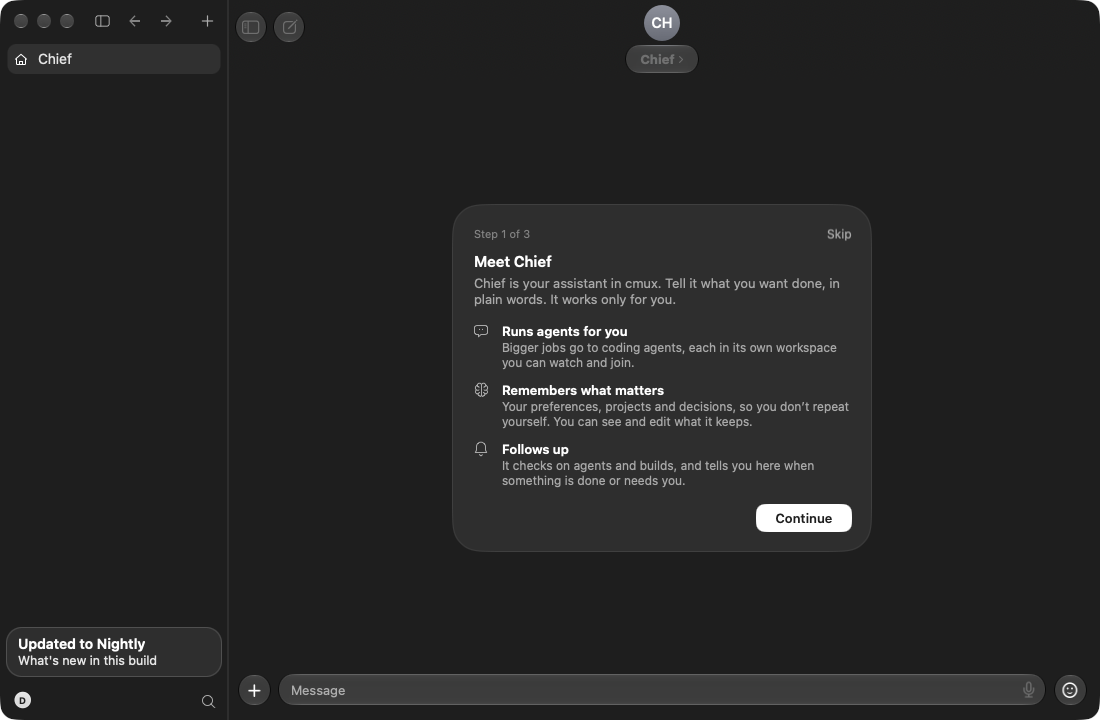 Chief
CH
Chief
Step 1 of 3
Skip
Meet Chief
Chief is your assistant in cmux. Tell it what you want done, in
plain words. It works only for you.
Runs agents for you
Bigger jobs go to coding agents, each in its own workspace
you can watch and join.
Remembers what matters
Your preferences, projects and decisions, so you don’t repeat
yourself. You can see and edit what it keeps.
Follows up
It checks on agents and builds, and tells you here when
something is done or needs you.
Continue
Updated to Nightly
What's new in this build
D
Message